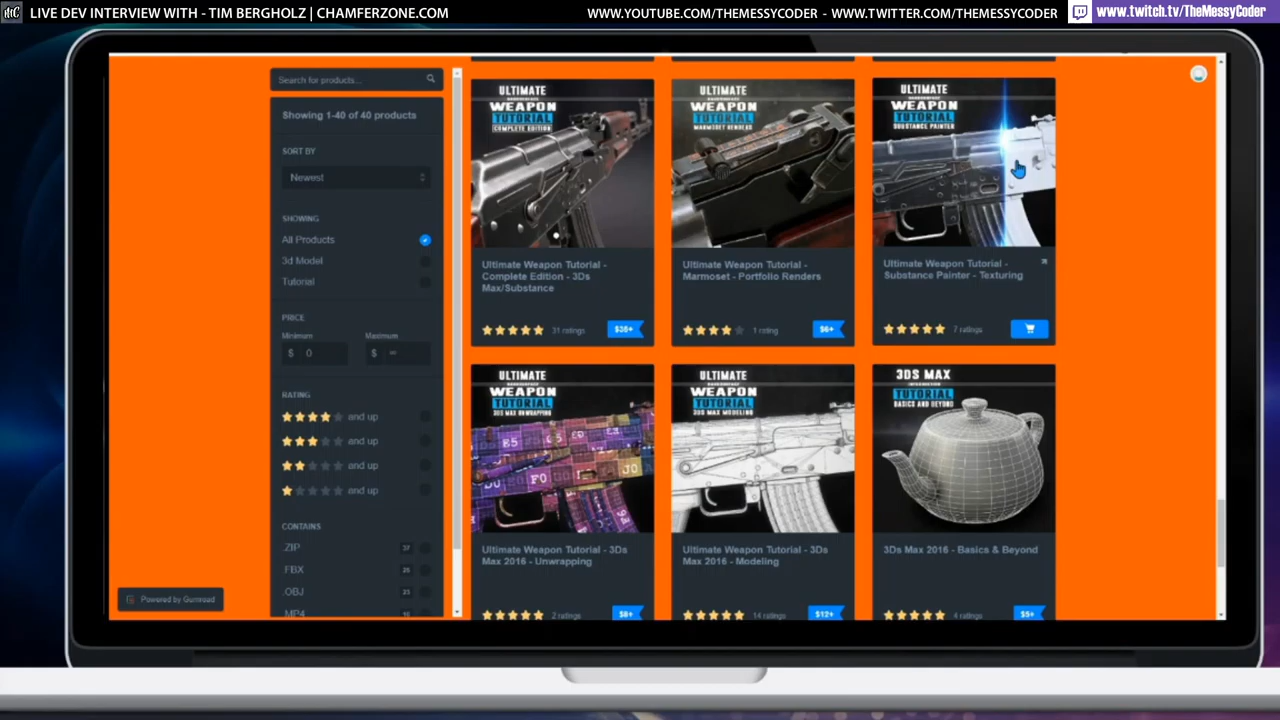 LIVE DEV INTERVIEW WITH - TIM BERGHOLZ | CHAMFERZONE.COM
WWW.YOUTUBE.COM/THEMESSYCODER - WWW.TWITTER.COM/THEMESSYCODER
www.twitch.tv/TheMessyCoder
Search for products...
Showing 1-40 of 40 products
SORT BY
Newest
SHOWING
All Products
3d Model
Tutorial
PRICE
Minimum
Maximum
$ 0
$ ∞
RATING
and up
and up
and up
and up
CONTAINS
.ZIP 37
.FBX
.OBJ
.MP4
Powered by Gumroad
ULTIMATE
WEAPON
TUTORIAL
COMPLETE EDITION
Ultimate Weapon Tutorial -
Complete Edition - 3Ds
Max/Substance
31 ratings
ULTIMATE
WEAPON
TUTORIAL
MARMOSET RENDERS
Ultimate Weapon Tutorial -
Marmoset - Portfolio Renders
1 rating
$6+
ULTIMATE
WEAPON
TUTORIAL
SUBSTANCE PAINTER
Ultimate Weapon Tutorial -
Substance Painter - Texturing
7 ratings
ULTIMATE
WEAPON
TUTORIAL
3DS MAX UNWRAPPING
E5
F0
J0
Ultimate Weapon Tutorial - 3Ds
Max 2016 - Unwrapping
2 ratings
ULTIMATE
WEAPON
TUTORIAL
3DS MAX MODELING
Ultimate Weapon Tutorial - 3Ds
Max 2016 - Modeling
14 ratings
$12+
3DS MAX
TUTORIAL
BASICS AND BEYOND
3Ds Max 2016 - Basics & Beyond
4 ratings
$5+